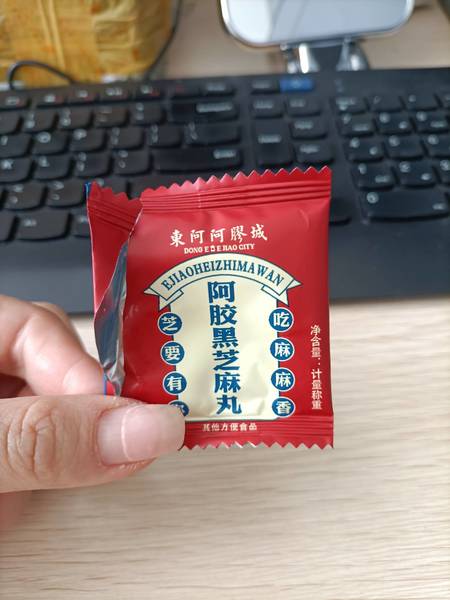 東阿阿膠城
DONG E E JIAO CITY
EJIAOHEIZHIMAWAN
阿胶黑芝麻丸
芝要有
吃麻麻香
净含量：计量称重
其他方便食品